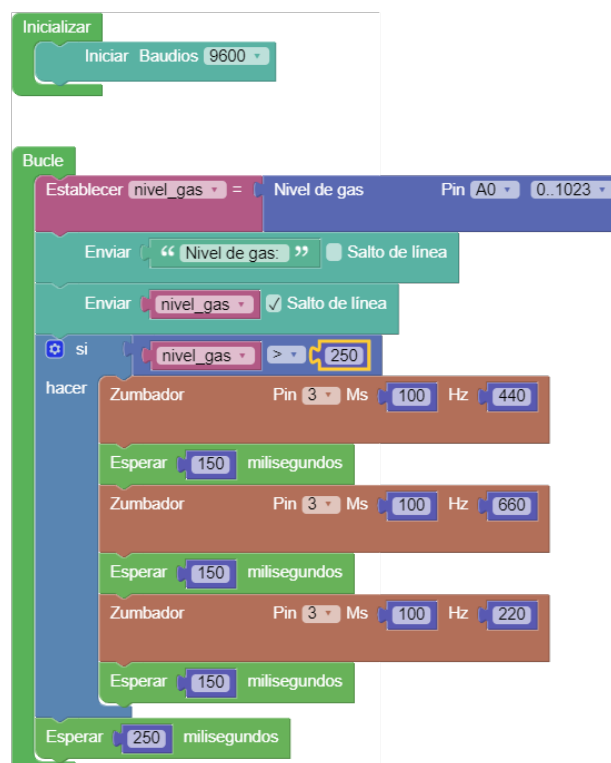 Inicializar
Iniciar Baudios 9600
Bucle
Establecer nivel_gas = Nivel de gas Pin A0 0..1023
Enviar “ Nivel de gas: ” Salto de línea
Enviar nivel_gas Salto de línea
si nivel_gas > 250
hacer Zumbador Pin 3 Ms 100 Hz 440
Esperar 150 milisegundos
Zumbador Pin 3 Ms 100 Hz 660
Esperar 150 milisegundos
Zumbador Pin 3 Ms 100 Hz 220
Esperar 150 milisegundos
Esperar 250 milisegundos